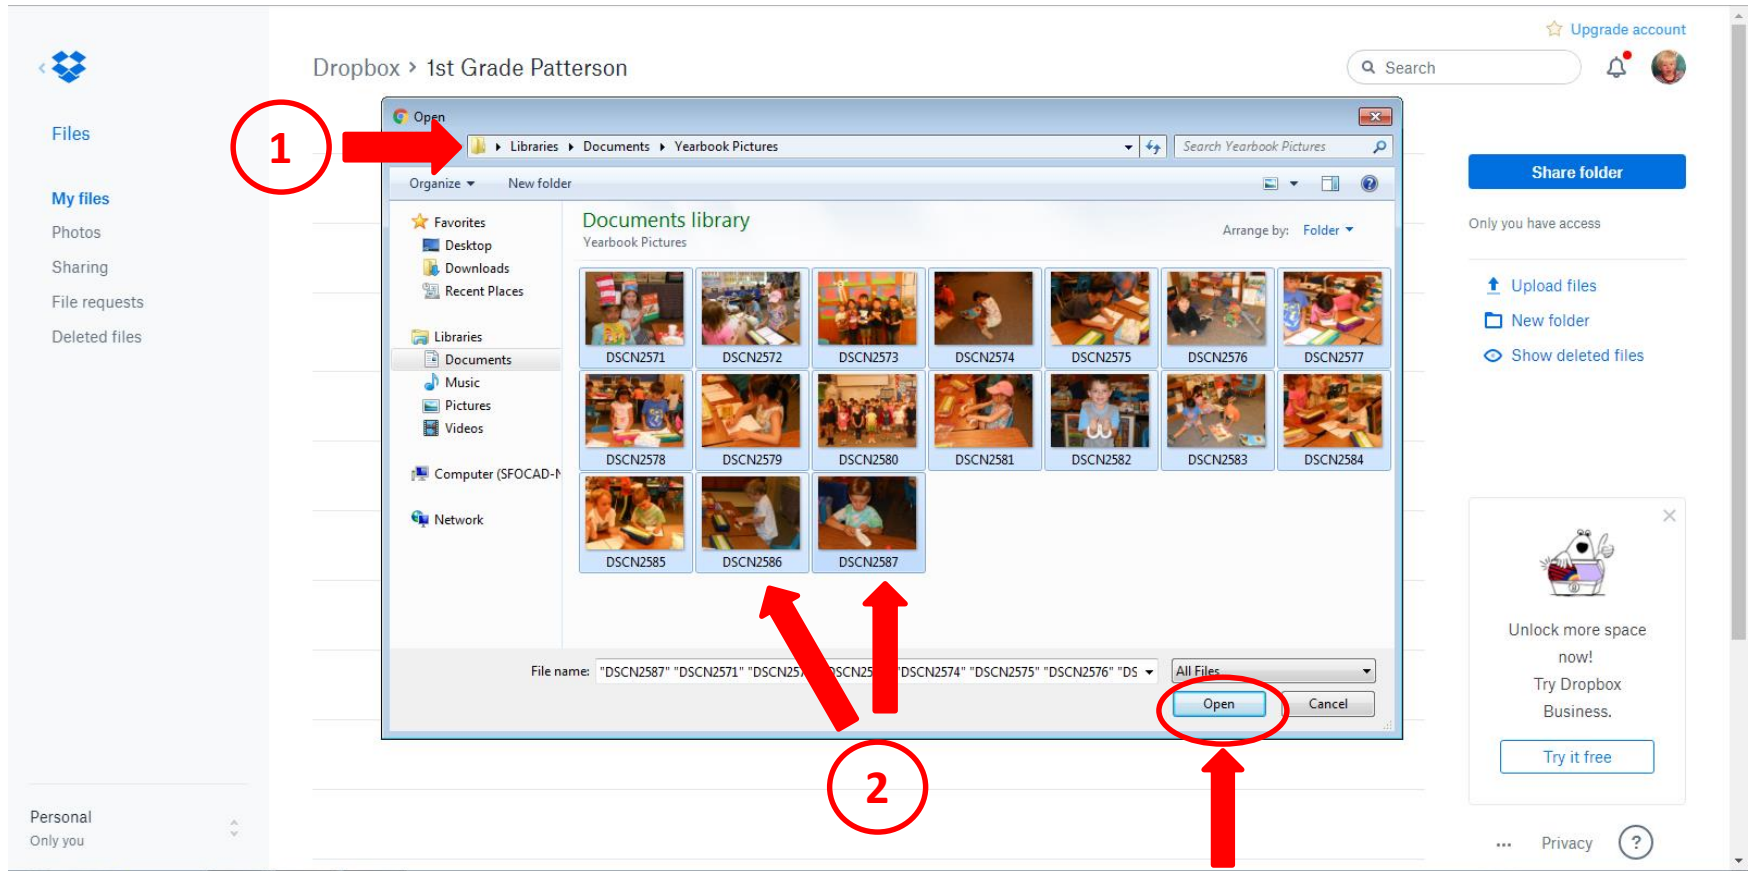 Upgrade account
Dropbox > 1st Grade Patterson
Search
Files
My files
Photos
Sharing
File requests
Deleted files
Personal
Only you
1
Open
Libraries ▸ Documents ▸ Yearbook Pictures
Search Yearbook Pictures
Organize
New folder
Favorites
Desktop
Downloads
Recent Places
Libraries
Documents
Music
Pictures
Videos
Computer (SFOCAD-
Network
Documents library
Yearbook Pictures
Arrange by: Folder
DSCN2571 DSCN2572 DSCN2573 DSCN2574 DSCN2575 DSCN2576 DSCN2577
DSCN2578 DSCN2579 DSCN2580 DSCN2581 DSCN2582 DSCN2583 DSCN2584
DSCN2585 DSCN2586 DSCN2587
File name: "DSCN2587" "DSCN2571" "DSCN2574" "DSCN2575" "DSCN2576" "DS
All Files
Open
Cancel
2
Share folder
Only you have access
Upload files
New folder
Show deleted files
Unlock more space
now!
Try Dropbox
Business.
Try it free
... Privacy ?